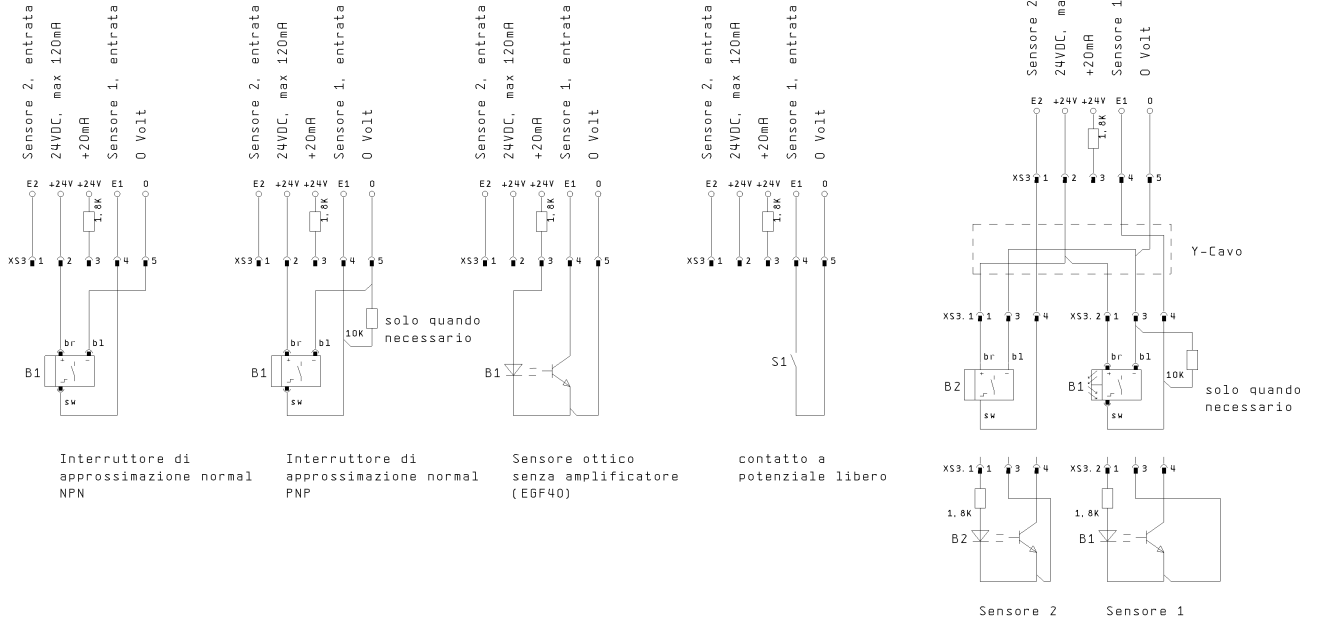 Sensore 2, entrata
24VDC, max 120mA
+20mA
Sensore 1, entrata
0 Volt
E2 +24V +24V E1 0
1,8K
XS3 1 2 3 4 5
br bl
B1
+ -
sw
Interruttore di
approssimazione normal
NPN
Sensore 2, entrata
24VDC, max 120mA
+20mA
Sensore 1, entrata
0 Volt
E2 +24V +24V E1 0
1,8K
XS3 1 2 3 4 5
10K
solo quando
necessario
br bl
B1
+ -
sw
Interruttore di
approssimazione normal
PNP
Sensore 2, entrata
24VDC, max 120mA
+20mA
Sensore 1, entrata
0 Volt
E2 +24V +24V E1 0
1,8K
XS3 1 2 3 4 5
B1
Sensore ottico
senza amplificatore
(EGF40)
Sensore 2, entrata
24VDC, max 120mA
+20mA
Sensore 1, entrata
0 Volt
E2 +24V +24V E1 0
1,8K
XS3 1 2 3 4 5
S1
contatto a
potenziale libero
Sensore 2
24VDC, ma
+20mA
Sensore 1
0 Volt
E2 +24V +24V E1 0
1,8K
XS3 1 2 3 4 5
Y-Cavo
XS3.1 1 3 4
XS3.2 1 3 4
br bl
B2
+ -
sw
br bl
B1
+ -
sw
10K
solo quando
necessario
XS3.1 1 3 4
XS3.2 1 3 4
1,8K
1,8K
B2
B1
Sensore 2
Sensore 1